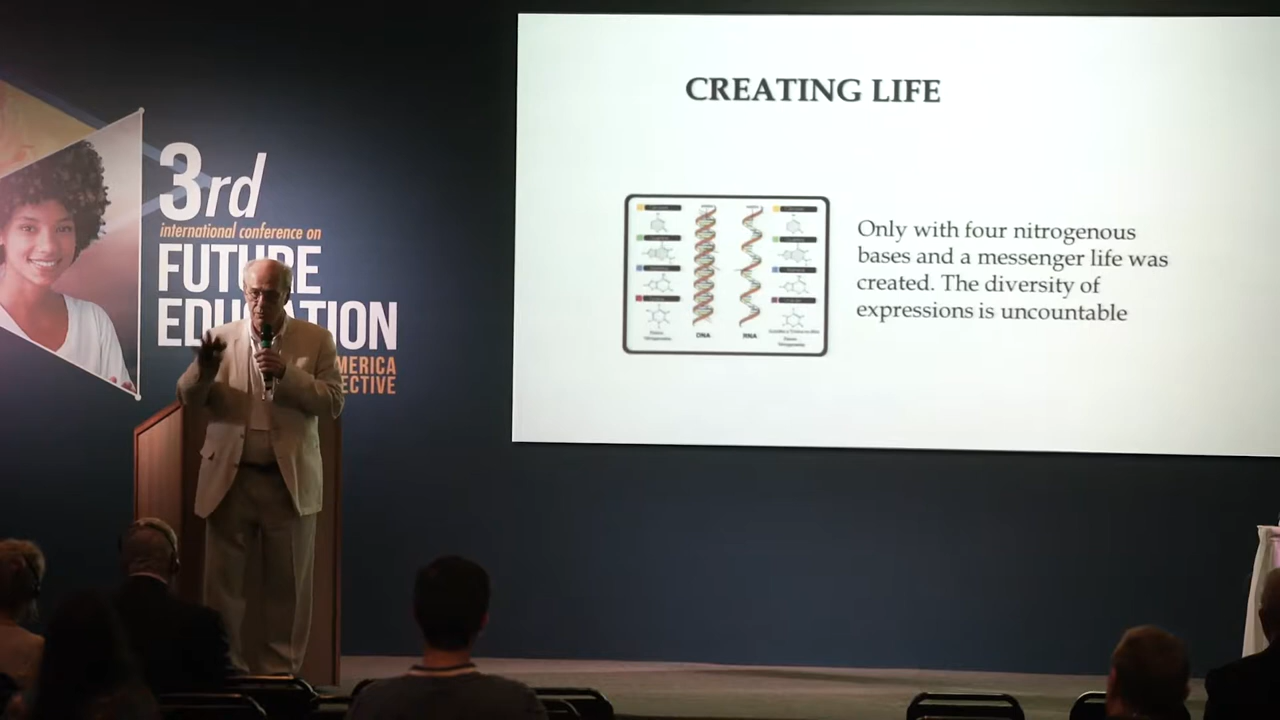 3rd
international conference on
FUTURE
EDUCATION
MERICA
ECTIVE
CREATING LIFE
DNA
RNA
Only with four nitrogenous
bases and a messenger life was
created. The diversity of
expressions is uncountable